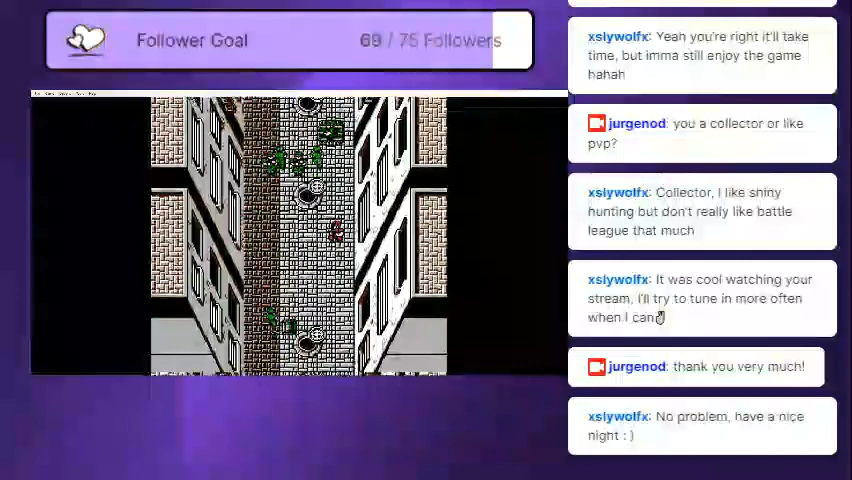 Follower Goal
69 / 75 Followers
xslywolfx: Yeah you're right it'll take
time, but imma still enjoy the game
hahah
jurgenod: you a collector or like
pvp?
xslywolfx: Collector, I like shiny
hunting but don't really like battle
league that much
xslywolfx: It was cool watching your
stream, I'll try to tune in more often
when I can✌
jurgenod: thank you very much!
xslywolfx: No problem, have a nice
night : )